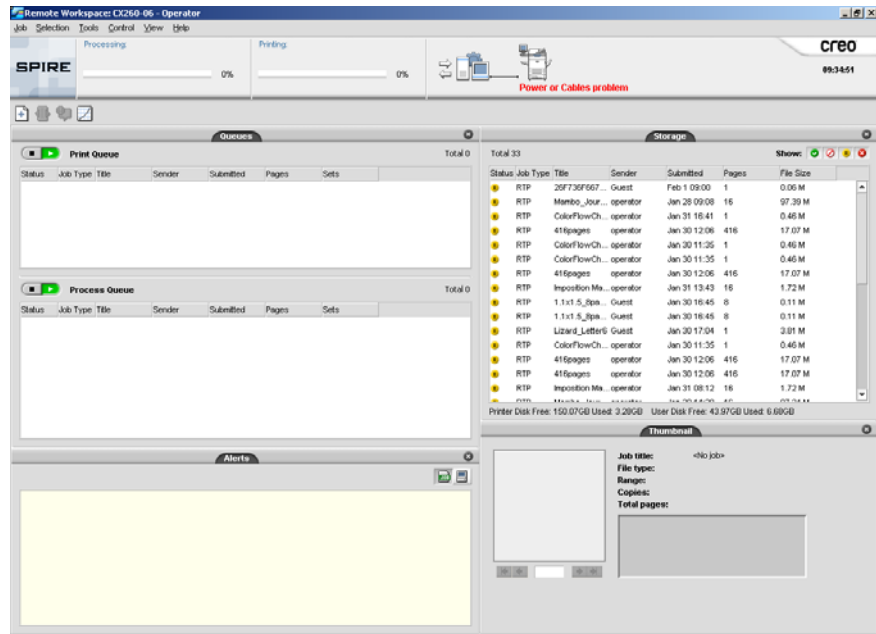 Remote Workspace: CX260-06 - Operator
Job Selection Tools Control View Help
Processing: Printing: creo
SPIRE 0% 0% 09:34:51
Power or Cables problem
Queues
Print Queue Total 0
Status Job Type Title Sender Submitted Pages Sets
Process Queue Total 0
Status Job Type Title Sender Submitted Pages Sets
Alerts
Storage
Total 33 Show:
Status Job Type Title Sender Submitted Pages File Size
RTP 26F736F667... Guest Feb 1 09:00 1 0.06 M
RTP Mambo_Jour... operator Jan 28 09:08 16 97.39 M
RTP ColorFlowCh... operator Jan 31 16:41 1 0.46 M
RTP 416pages operator Jan 30 12:06 416 17.07 M
RTP ColorFlowCh... operator Jan 30 11:35 1 0.46 M
RTP ColorFlowCh... operator Jan 30 11:35 1 0.46 M
RTP 416pages operator Jan 30 12:06 416 17.07 M
RTP Imposition Ma... operator Jan 31 13:43 16 1.72 M
RTP 1.1x1.5_8pa... Guest Jan 30 16:45 8 0.11 M
RTP 1.1x1.5_8pa... Guest Jan 30 16:45 8 0.11 M
RTP Lizard_Letter6 Guest Jan 30 17:04 1 3.81 M
RTP ColorFlowCh... operator Jan 30 11:35 1 0.46 M
RTP 416pages operator Jan 30 12:06 416 17.07 M
RTP 416pages operator Jan 30 12:06 416 17.07 M
RTP Imposition Ma... operator Jan 31 08:12 16 1.72 M
Printer Disk Free: 150.07GB Used: 3.28GB User Disk Free: 43.97GB Used: 6.68GB
Thumbnail
Job title: <No job>
File type:
Range:
Copies:
Total pages: